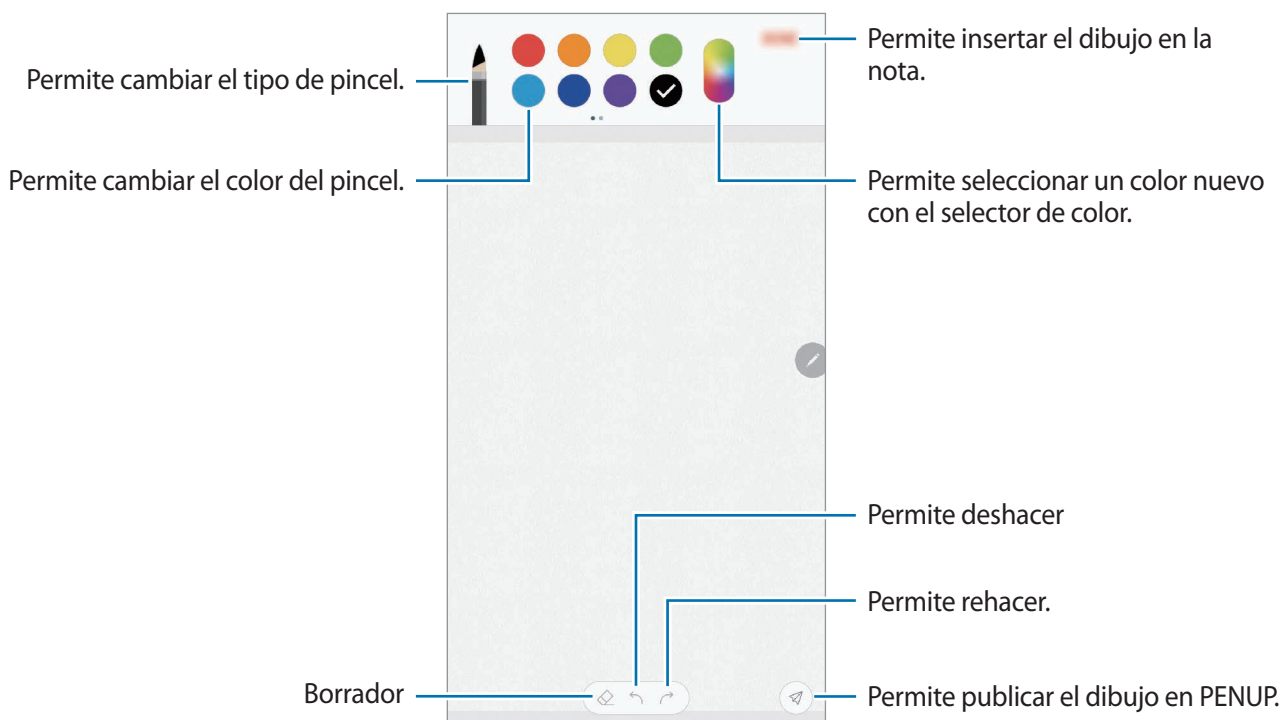 Permite insertar el dibujo en la
nota.
Permite cambiar el tipo de pincel.
Permite cambiar el color del pincel.
Permite seleccionar un color nuevo
con el selector de color.
Permite deshacer
Permite rehacer.
Borrador
Permite publicar el dibujo en PENUP.